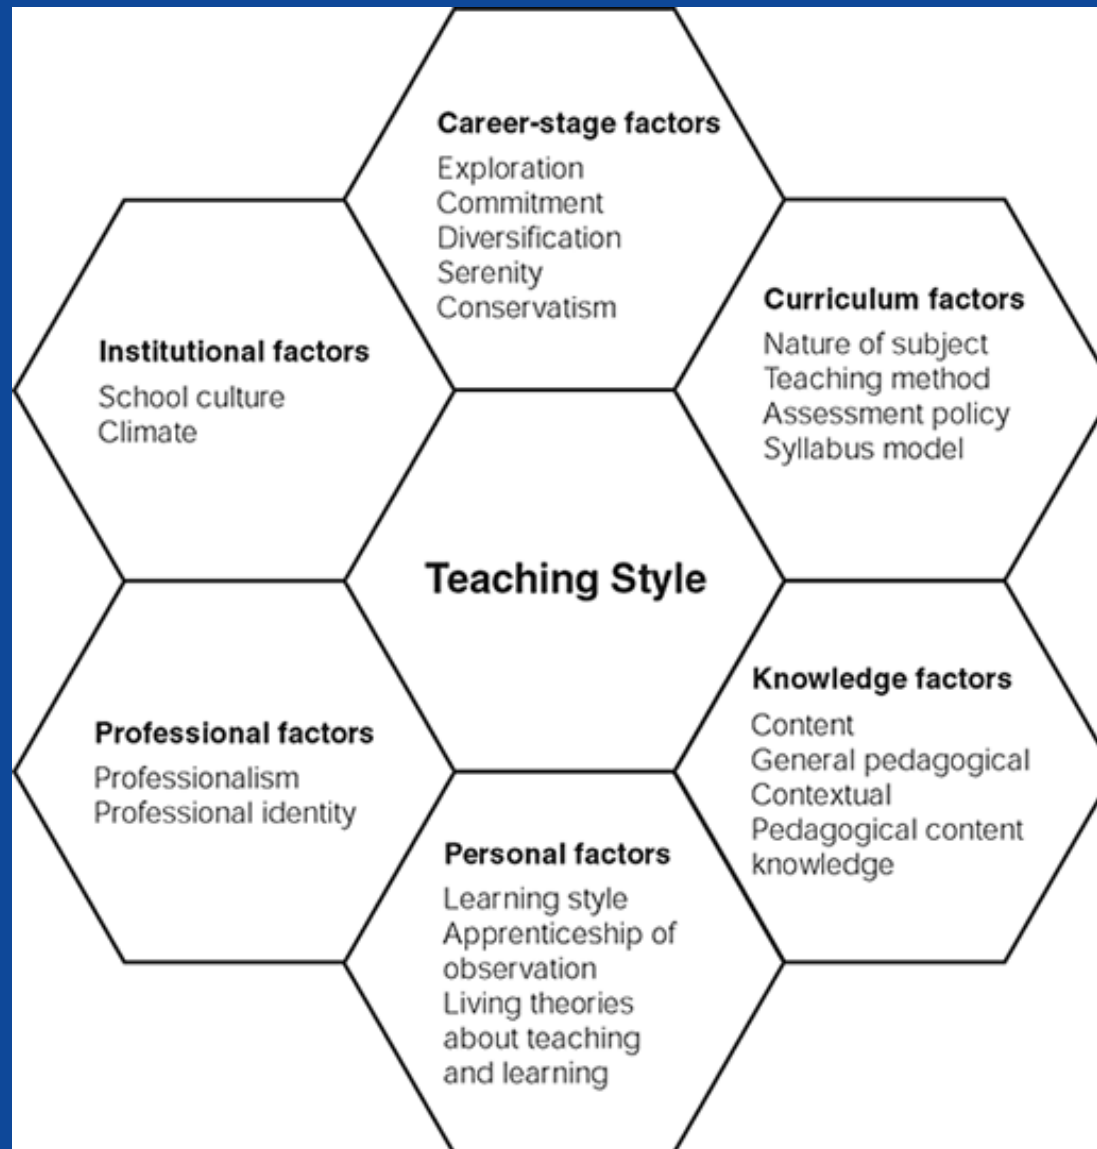 Career-stage factors
Exploration
Commitment
Diversification
Serenity
Conservatism
Curriculum factors
Nature of subject
Teaching method
Assessment policy
Syllabus model
Institutional factors
School culture
Climate
Teaching Style
Knowledge factors
Content
General pedagogical
Contextual
Pedagogical content
knowledge
Professional factors
Professionalism
Professional identity
Personal factors
Learning style
Apprenticeship of
observation
Living theories
about teaching
and learning